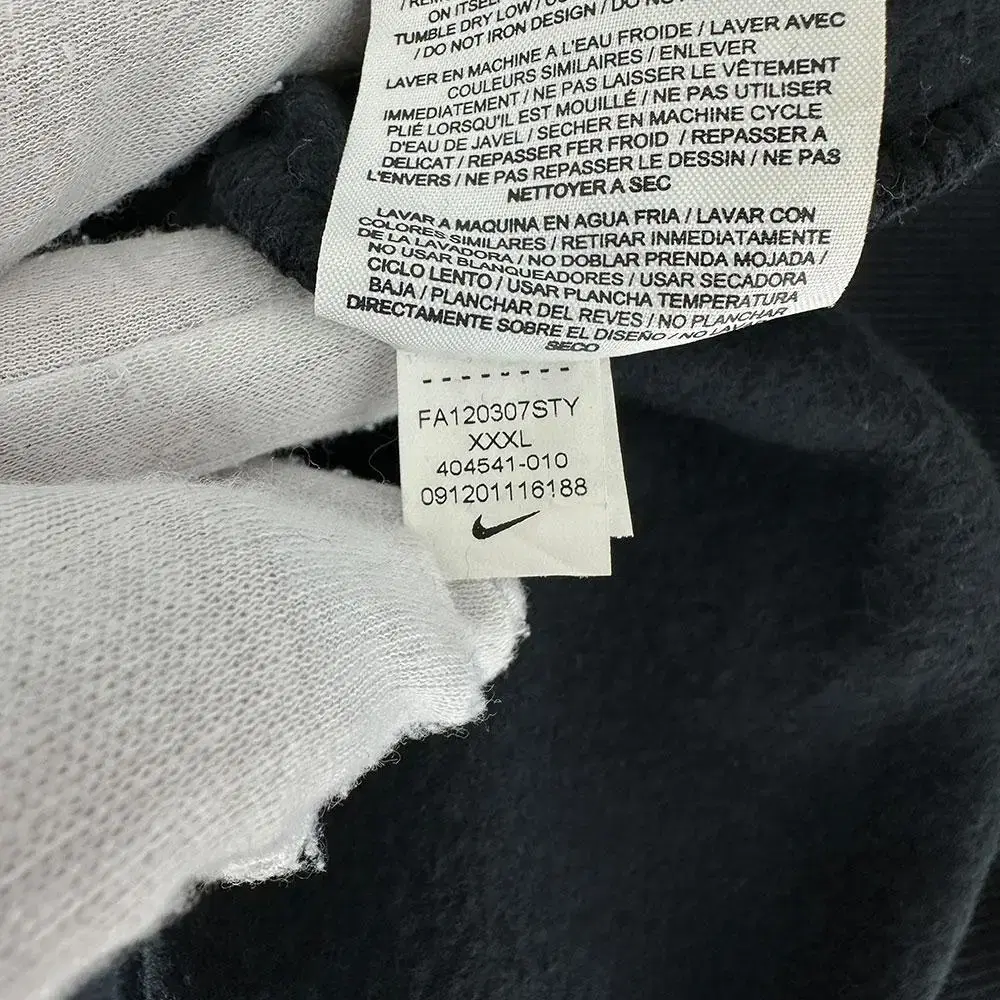 ON ITSELF
TUMBLE DRY LOW /
/ DO NOT IRON DESIGN / DO NOT
LAVER EN MACHINE A L'EAU FROIDE / LAVER AVEC
COULEURS SIMILAIRES / ENLEVER
IMMEDIATEMENT / NE PAS LAISSER LE VÊTEMENT
PLIÉ LORSQU'IL EST MOUILLÉ / NE PAS UTILISER
D'EAU DE JAVEL / SECHER EN MACHINE CYCLE
DELICAT / REPASSER FER FROID / REPASSER A
L'ENVERS / NE PAS REPASSER LE DESSIN / NE PAS
NETTOYER A SEC
LAVAR A MAQUINA EN AGUA FRIA / LAVAR CON
COLORES SIMILARES / RETIRAR INMEDIATAMENTE
DE LA LAVADORA / NO DOBLAR PRENDA MOJADA /
NO USAR BLANQUEADORES / USAR SECADORA
CICLO LENTO / USAR PLANCHA TEMPERATURA
BAJA / PLANCHAR DEL REVES / NO PLANCHAR
DIRECTAMENTE SOBRE EL DISEÑO / NO LAVAR
SECO
FA120307STY
XXXL
404541-010
091201116188